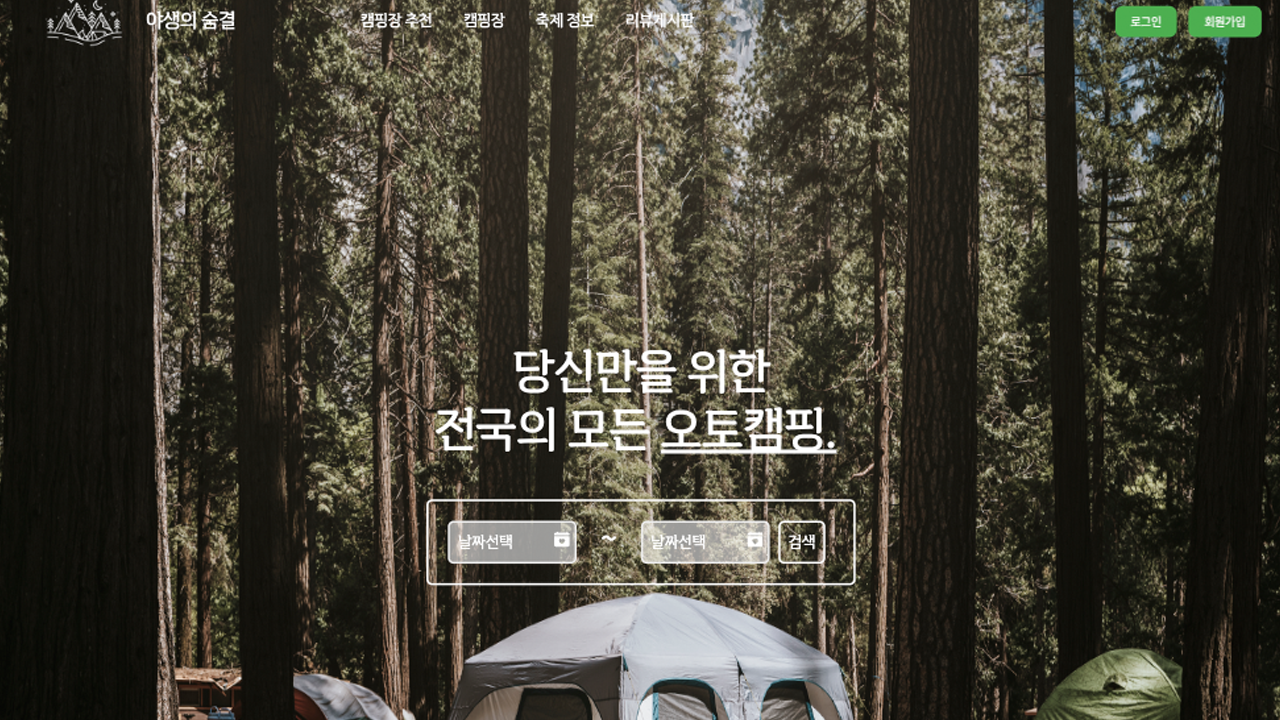 야생의 숨결
캠핑장 추천
캠핑장
축제 정보
리뷰게시판
로그인
회원가입
당신만을 위한
전국의 모든 오토캠핑.
날짜선택
~
날짜선택
검색